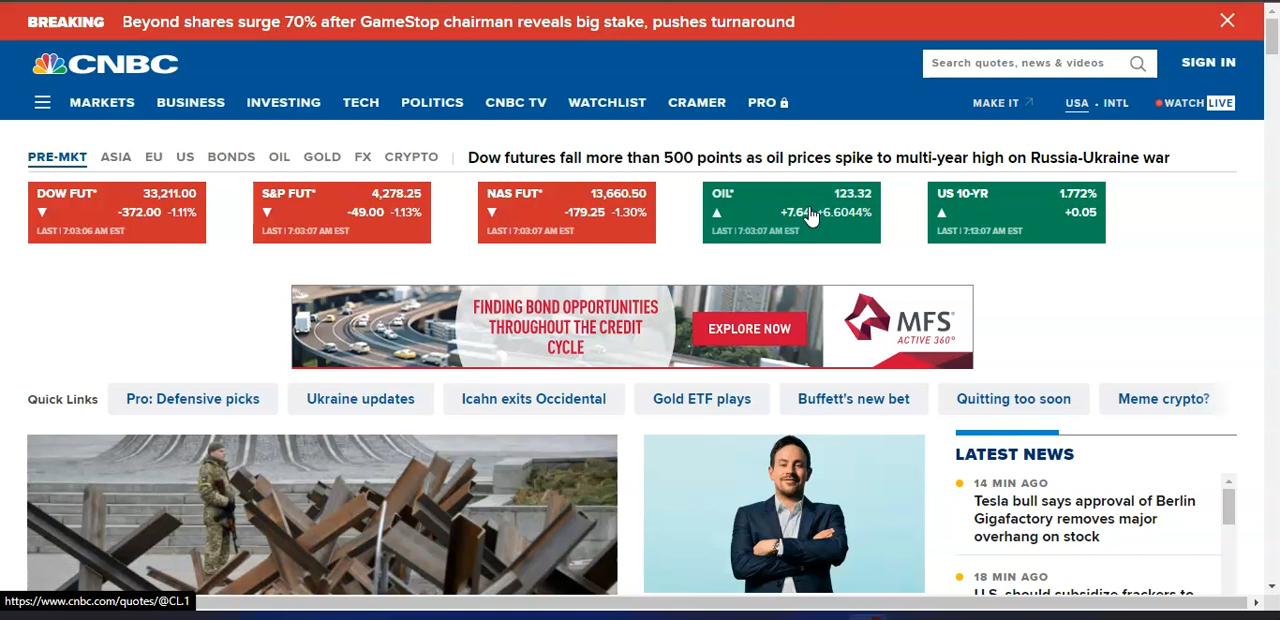 BREAKING Beyond shares surge 70% after GameStop chairman reveals big stake, pushes turnaround
CNBC
Search quotes, news & videos
SIGN IN
MARKETS BUSINESS INVESTING TECH POLITICS CNBC TV WATCHLIST CRAMER PRO
MAKE IT USA - INTL WATCH LIVE
PRE-MKT ASIA EU US BONDS OIL GOLD FX CRYPTO | Dow futures fall more than 500 points as oil prices spike to multi-year high on Russia-Ukraine war
DOW FUT* 33,211.00
-372.00 -1.11%
LAST | 7:03:06 AM EST
S&P FUT* 4,278.25
-49.00 -1.13%
LAST | 7:03:07 AM EST
NAS FUT* 13,660.50
-179.25 -1.30%
LAST | 7:03:07 AM EST
OIL* 123.32
+6.6044%
LAST | 7:03:07 AM EST
US 10-YR 1.772%
+0.05
LAST | 7:13:07 AM EST
FINDING BOND OPPORTUNITIES
THROUGHOUT THE CREDIT
CYCLE
EXPLORE NOW
MFS®
ACTIVE 360°
Quick Links Pro: Defensive picks Ukraine updates Icahn exits Occidental Gold ETF plays Buffett's new bet Quitting too soon Meme crypto?
LATEST NEWS
14 MIN AGO
Tesla bull says approval of Berlin
Gigafactory removes major
overhang on stock
18 MIN AGO
U.S. should subsidize frackers to
https://www.cnbc.com/quotes/@CL.1